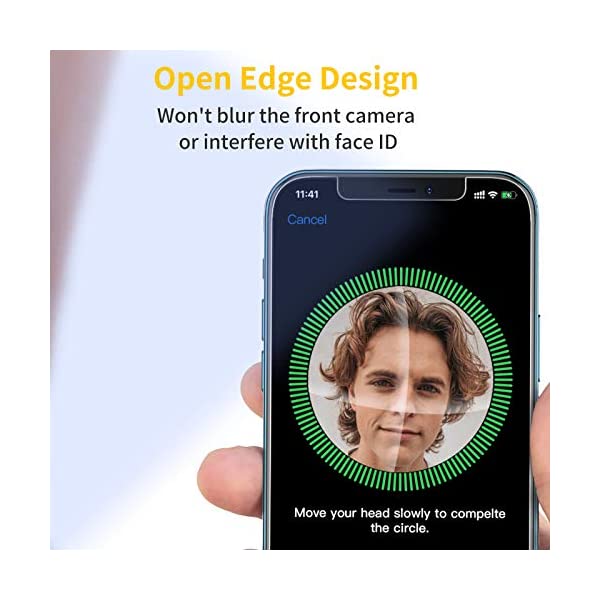 Open Edge Design
Won't blur the front camera
or interfere with face ID
11:41
Cancel
Move your head slowly to compelte
the circle.